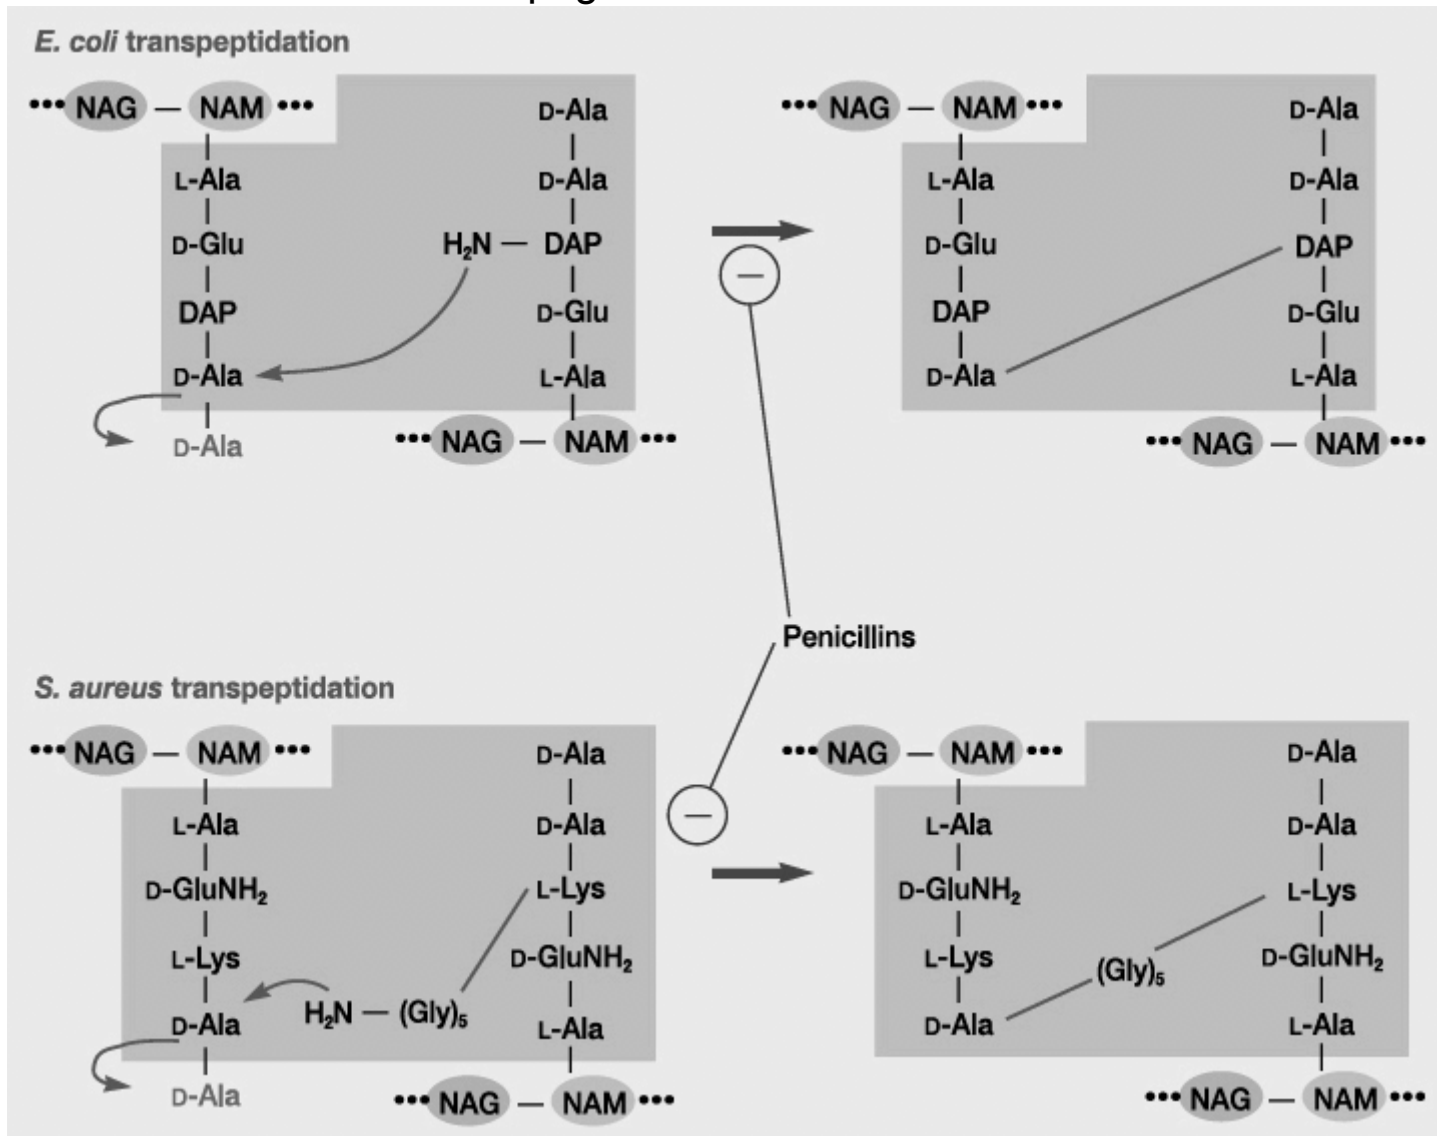 E. coli transpeptidation
•••NAG — NAM•••
L-Ala
D-Glu
DAP
D-Ala
D-Ala
D-Ala
D-Ala
H₂N — DAP
D-Glu
L-Ala
•••NAG — NAM•••
•••NAG — NAM•••
L-Ala
D-Glu
DAP
D-Ala
D-Ala
D-Ala
DAP
D-Glu
L-Ala
•••NAG — NAM•••
−
Penicillins
−
S. aureus transpeptidation
•••NAG — NAM•••
L-Ala
D-GluNH₂
L-Lys
D-Ala
D-Ala
D-Ala
D-Ala
L-Lys
D-GluNH₂
L-Ala
H₂N — (Gly)₅
•••NAG — NAM•••
•••NAG — NAM•••
L-Ala
D-GluNH₂
L-Lys
D-Ala
(Gly)₅
D-Ala
D-Ala
L-Lys
D-GluNH₂
L-Ala
•••NAG — NAM•••